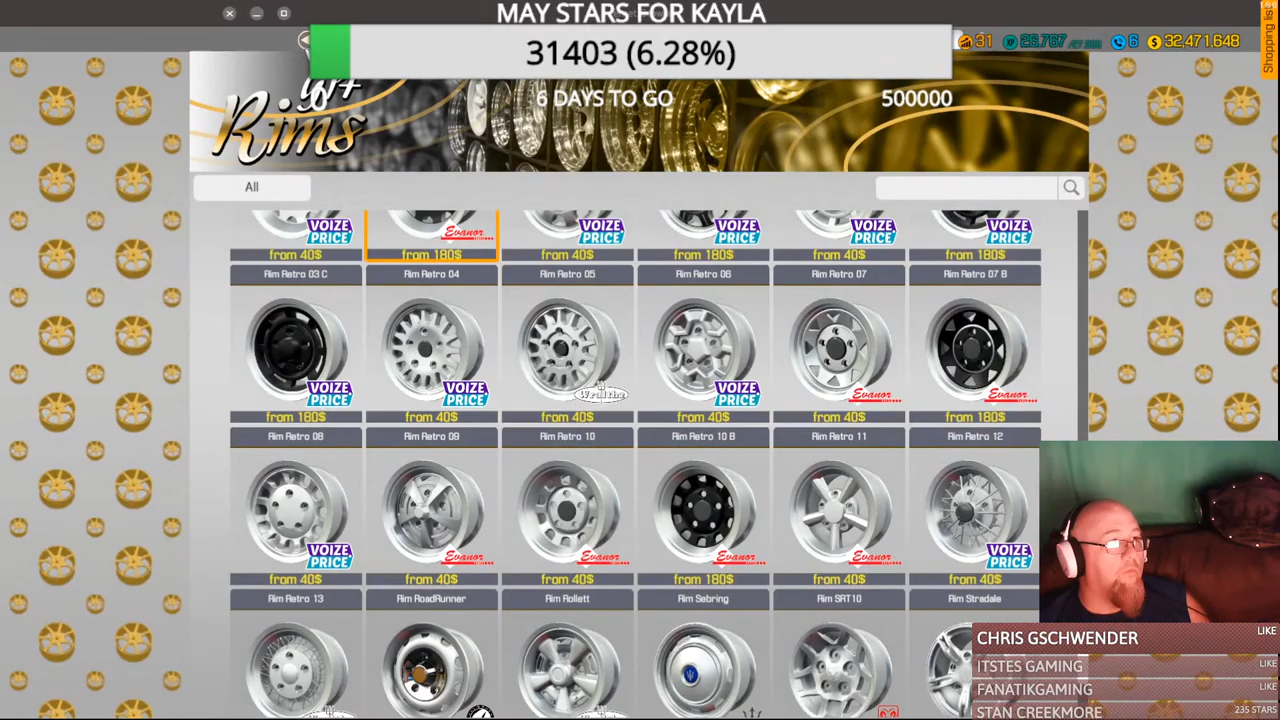 MAY STARS FOR KAYLA
31403 (6.28%)
6 DAYS TO GO 500000
31 26,767 6 $ 32,471,648
Shopping list
Rims
All
VOIZE PRICE Evanor VOIZE PRICE VOIZE PRICE VOIZE PRICE VOIZE PRICE
from 40$ from 180$ from 40$ from 180$ from 40$ from 180$
Rim Retro 03 C Rim Retro 04 Rim Retro 05 Rim Retro 06 Rim Retro 07 Rim Retro 07 B
VOIZE PRICE VOIZE PRICE VOIZE PRICE Evanor Evanor
from 180$ from 40$ from 40$ from 40$ from 40$ from 180$
Rim Retro 08 Rim Retro 09 Rim Retro 10 Rim Retro 10 B Rim Retro 11 Rim Retro 12
VOIZE PRICE Evanor Evanor Evanor Evanor VOIZE PRICE
from 40$ from 40$ from 40$ from 180$ from 40$ from 40$
Rim Retro 13 Rim RoadRunner Rim Rollett Rim Sebring Rim SRT10 Rim Stradale
CHRIS GSCHWENDER LIKE
ITSTES GAMING LIKE
FANATIKGAMING LIKE
STAN CREEKMORE 235 STARS